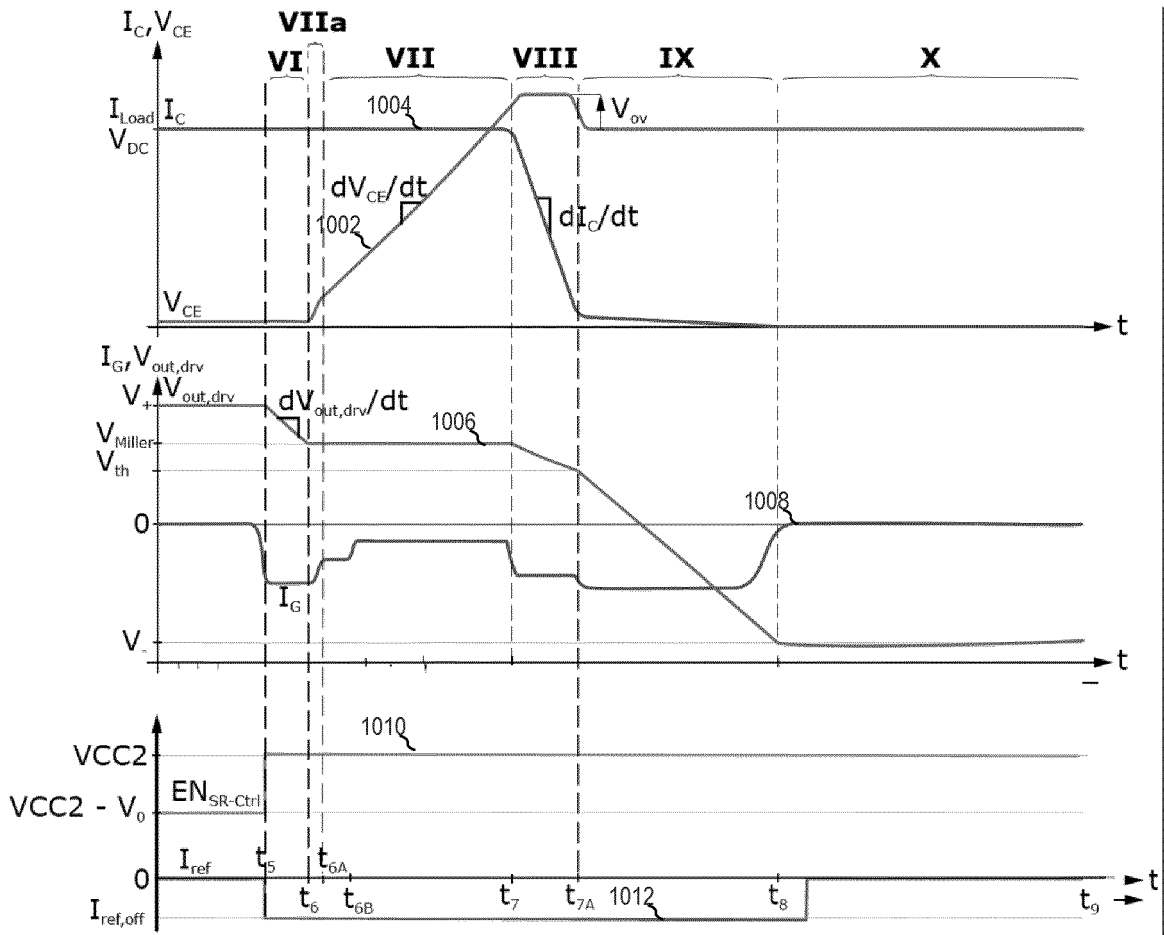 I_C, V_CE
VIIa
VI VII VIII IX X
I_Load I_C
1004
V_ov
V_DC
dV_CE/dt
dI_C/dt
1002
V_CE
t
I_G, V_out,drv
V_+ V_out,drv
dV_out,drv/dt
V_Miller
1006
V_th
0
1008
I_G
V_-
t
VCC2
1010
EN_SR-Ctrl
VCC2 - V_0
I_ref t_5 t_6A
0
t
t_6 t_6B t_7 t_7A t_8 t_9
1012
I_ref,off